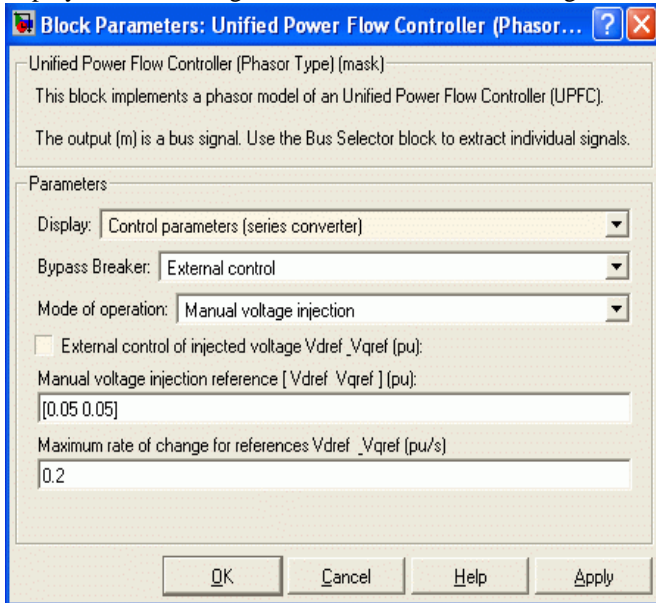 Block Parameters: Unified Power Flow Controller (Phasor...
Unified Power Flow Controller (Phasor Type) (mask)
This block implements a phasor model of an Unified Power Flow Controller (UPFC).
The output (m) is a bus signal. Use the Bus Selector block to extract individual signals.
Parameters
Display: Control parameters (series converter)
Bypass Breaker: External control
Mode of operation: Manual voltage injection
External control of injected voltage Vdref_Vqref (pu):
Manual voltage injection reference [ Vdref Vqref ] (pu):
[0.05 0.05]
Maximum rate of change for references Vdref_Vqref (pu/s)
0.2
OK Cancel Help Apply